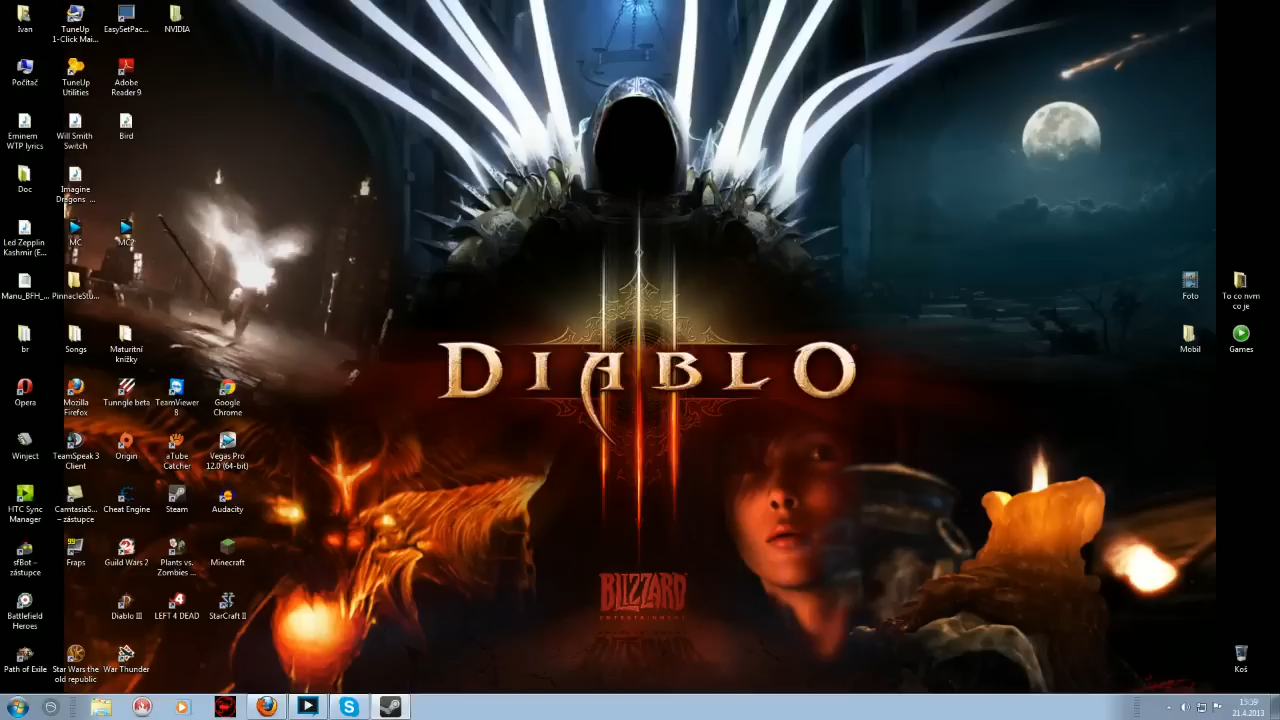 Ivan
TuneUp
1-Click Mai...
EasySetPac...
NVIDIA
Počítač
TuneUp
Utilities
Adobe
Reader 9
Eminem
WTP lyrics
Will Smith
Switch
Bird
Doc
Imagine
Dragons ...
Led Zepplin
Kashmir (E...
MC
MC2
Manu_BFH_...
PinnacleStu...
Foto
To co nvm
co je
br
Songs
Maturitní
knížky
Mobil
Games
DIABLO
Opera
Mozilla
Firefox
Tunngle beta
TeamViewer
8
Google
Chrome
Winject
TeamSpeak 3
Client
Origin
aTube
Catcher
Vegas Pro
12.0 (64-bit)
HTC Sync
Manager
CamtasiaS...
– zástupce
Cheat Engine
Steam
Audacity
sfBot –
zástupce
Fraps
Guild Wars 2
Plants vs.
Zombies ...
Minecraft
BLIZZARD
ENTERTAINMENT
Battlefield
Heroes
Diablo III
LEFT 4 DEAD
StarCraft II
Path of Exile
Star Wars the
old republic
War Thunder
Koš
15:39
21.4.2013